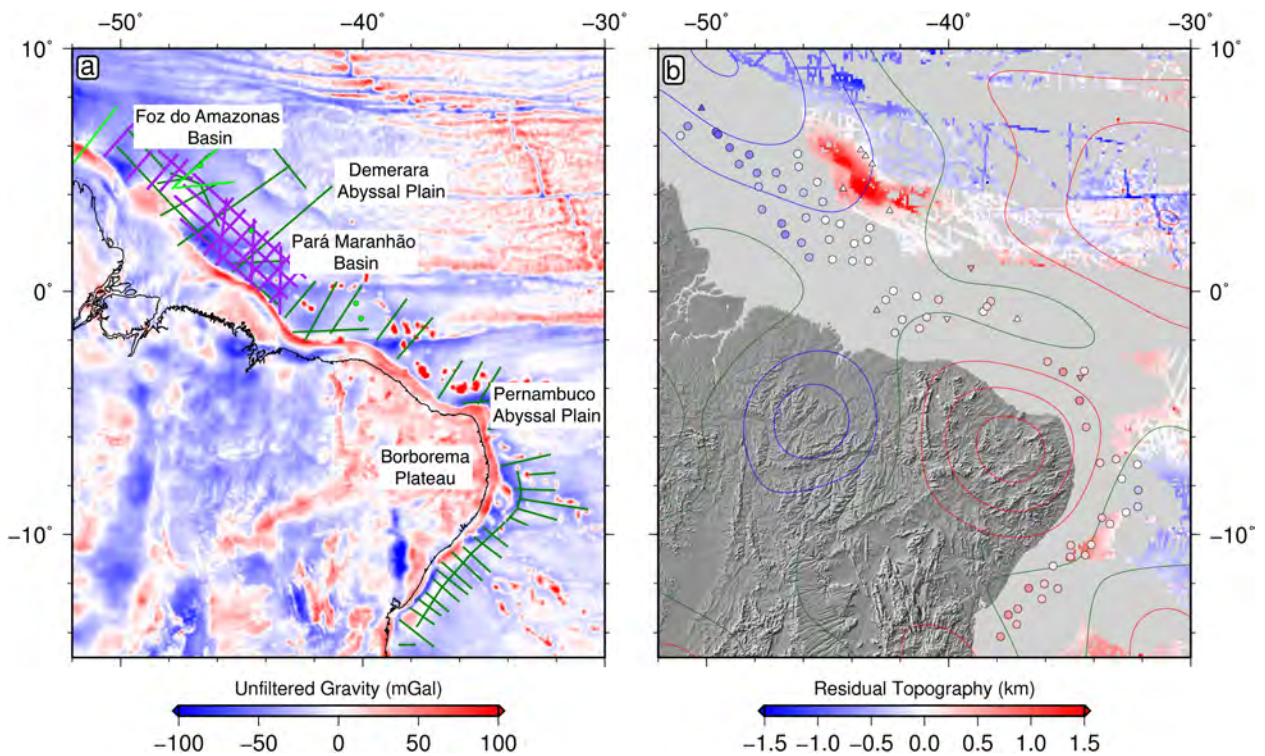 −50° −40° −30°
10°
0°
−10°
a
Foz do Amazonas
Basin
Demerara
Abyssal Plain
Pará Maranhão
Basin
Pernambuco
Abyssal Plain
Borborema
Plateau
Unfiltered Gravity (mGal)
−100 −50 0 50 100
−50° −40° −30°
b
10°
0°
−10°
Residual Topography (km)
−1.5 −1.0 −0.5 0.0 0.5 1.0 1.5